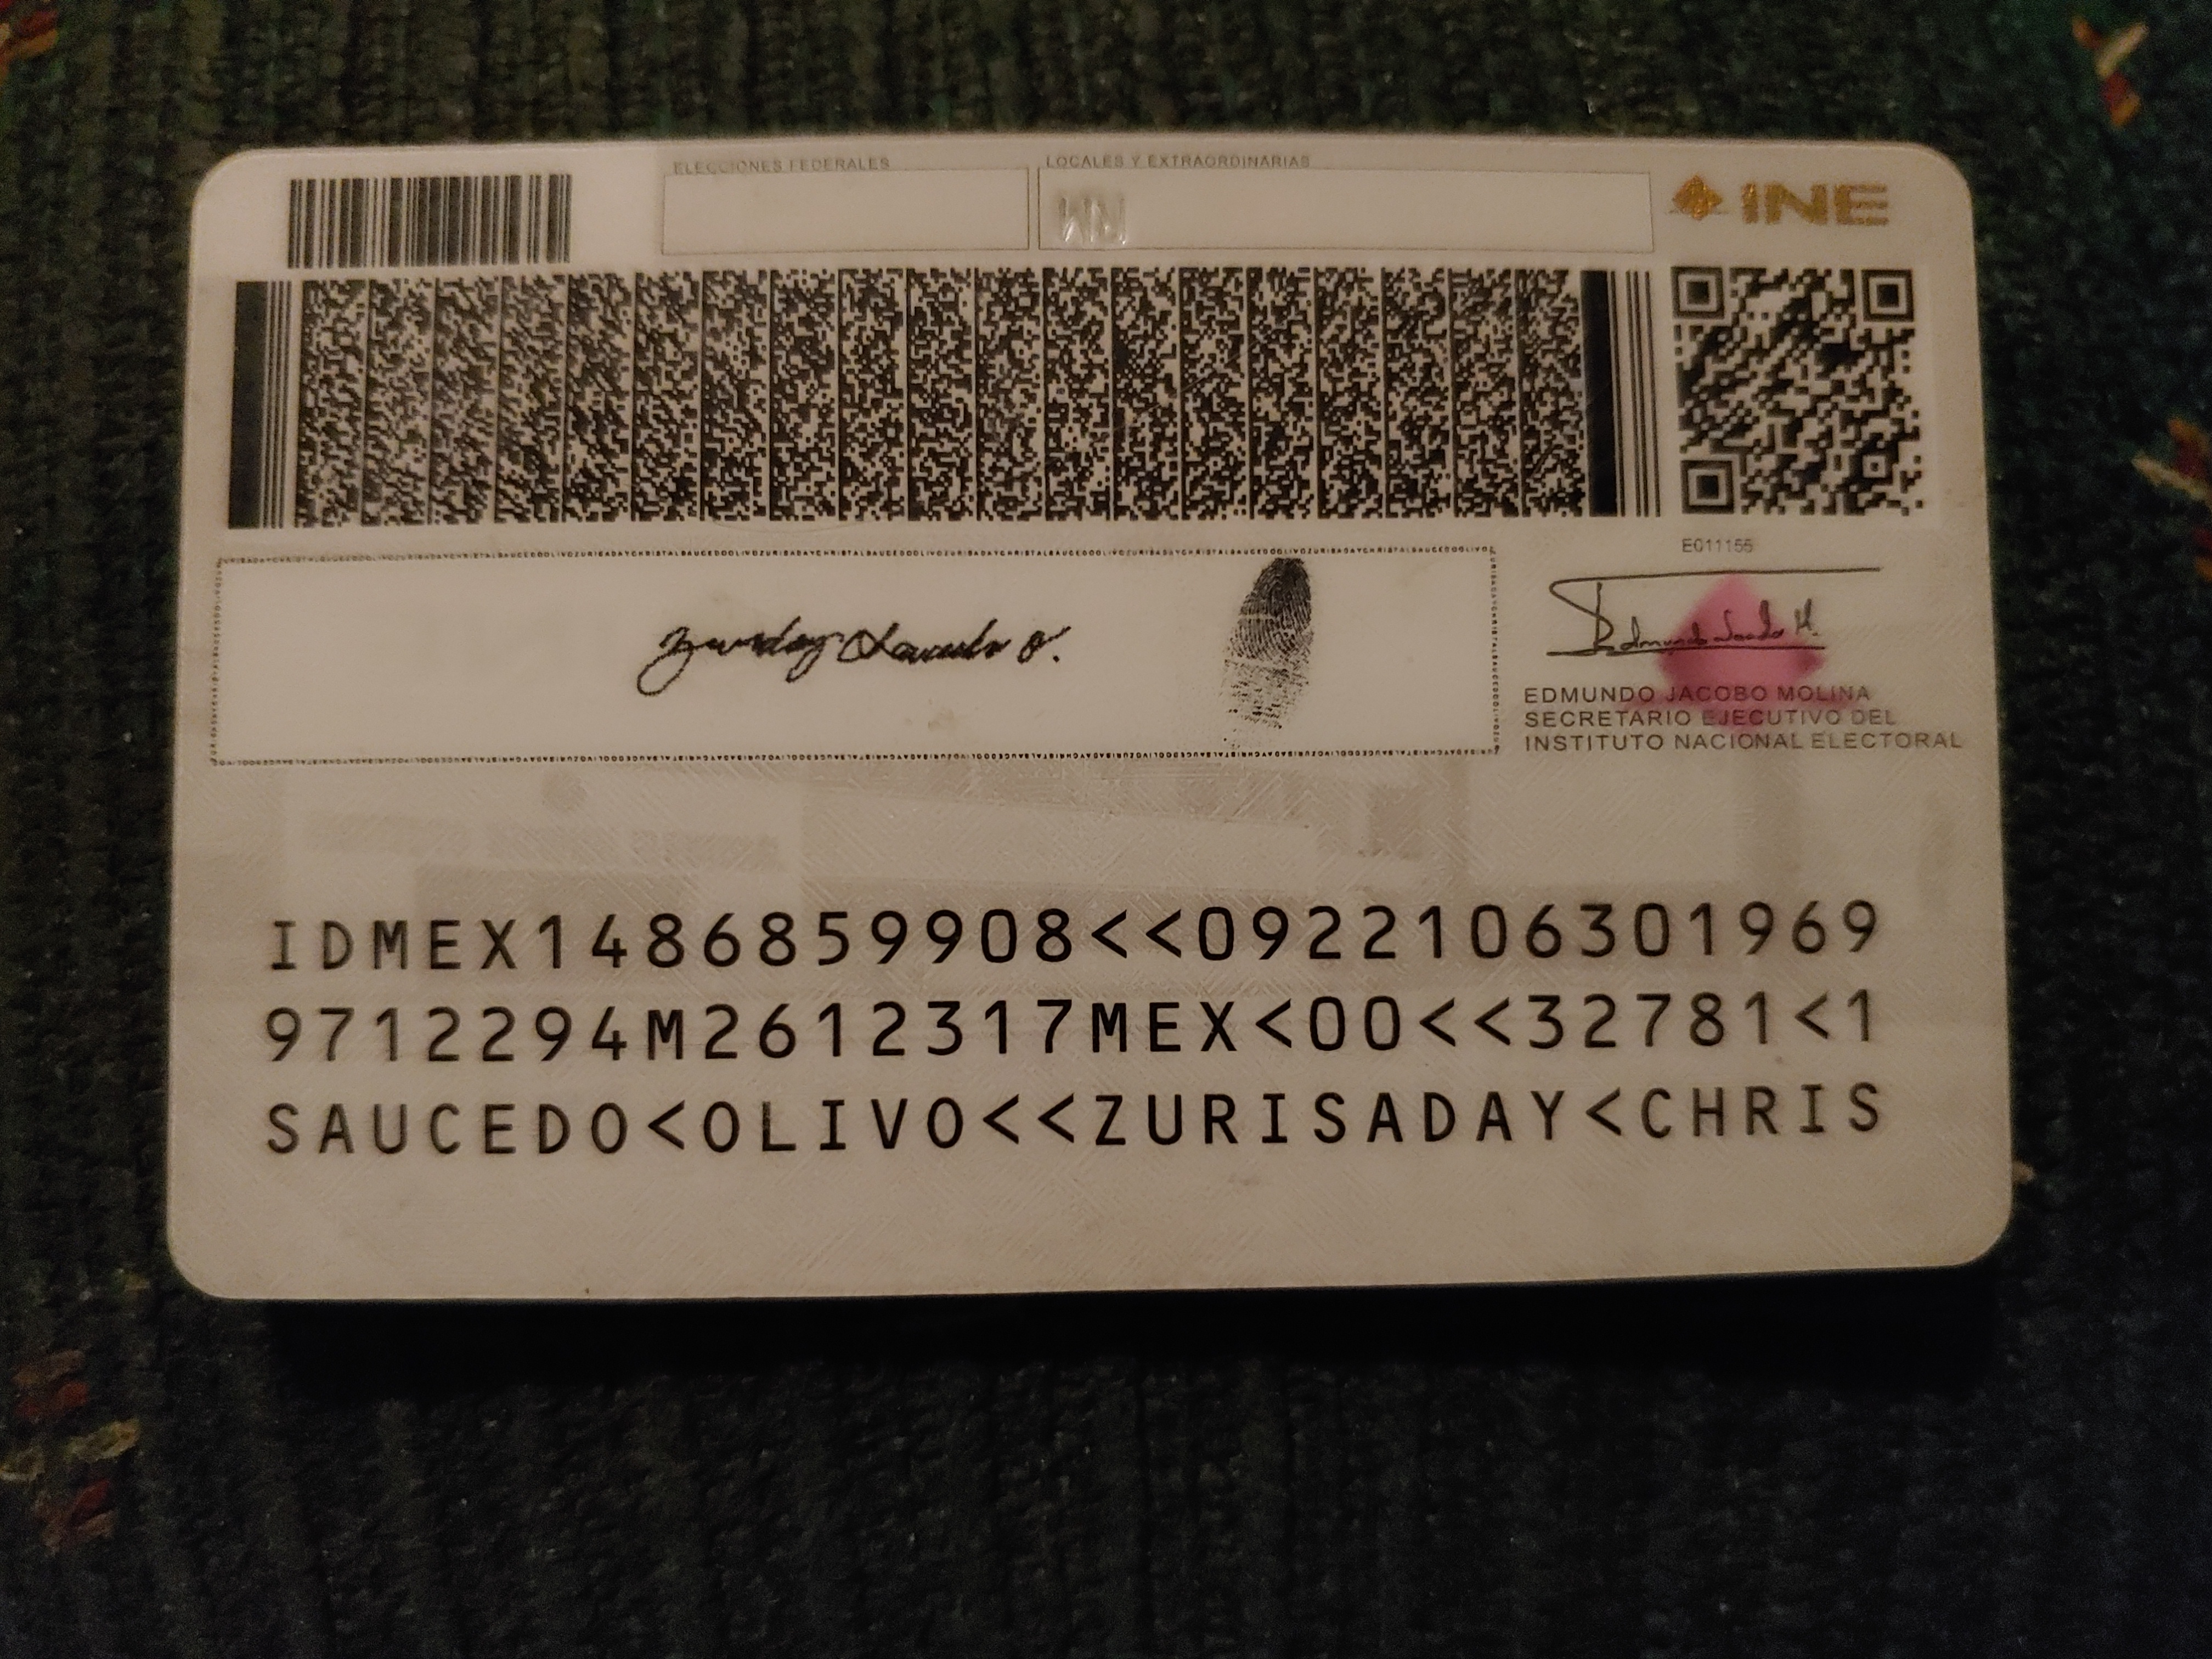 ELECCIONES FEDERALES
LOCALES Y EXTRAORDINARIAS
INE
E011155
EDMUNDO JACOBO MOLINA
SECRETARIO EJECUTIVO DEL
INSTITUTO NACIONAL ELECTORAL
IDMEX1486859908<<0922106301969
9712294M2612317MEX<00<<32781<1
SAUCEDO<OLIVO<<ZURISADAY<CHRIS